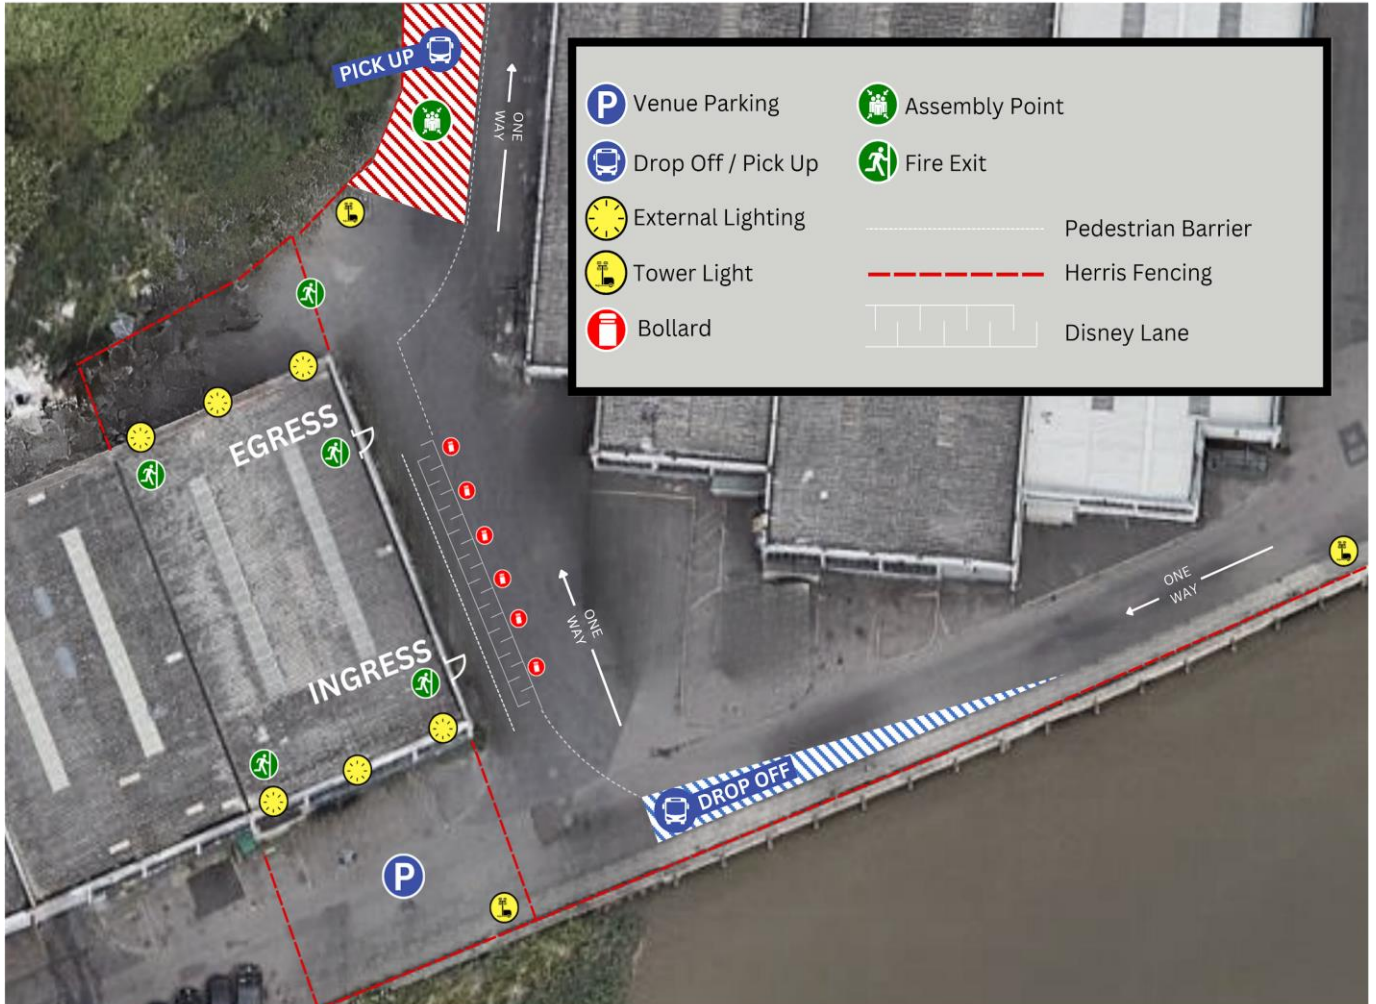 PICK UP
ONE
WAY
P Venue Parking
Drop Off / Pick Up
External Lighting
Tower Light
Bollard
Assembly Point
Fire Exit
Pedestrian Barrier
Herris Fencing
Disney Lane
EGRESS
INGRESS
ONE
WAY
ONE
WAY
DROP OFF
P